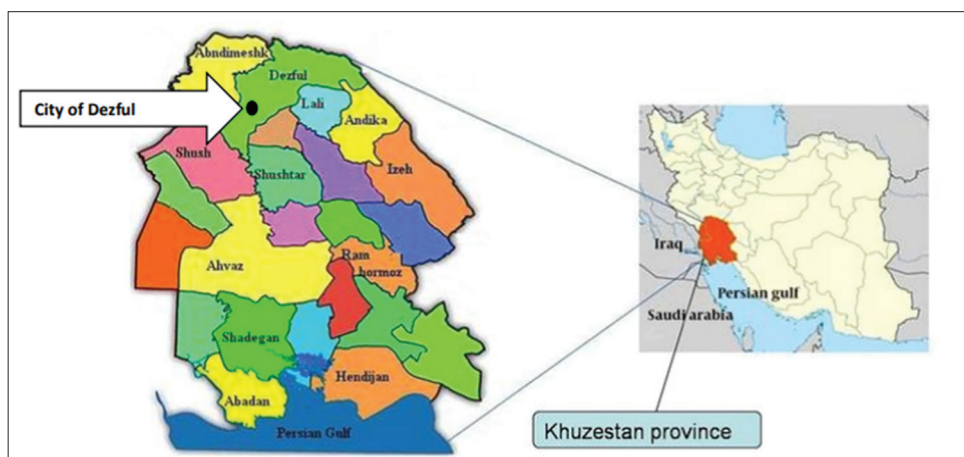 Abndimeshk
Dezful
City of Dezful
Lali
Andika
Shush
Izeh
Shushtar
Ahvaz
Ram
hormoz
Shadegan
Hendijan
Abadan
Persian Gulf
Iraq
Persian gulf
Saudi arabia
Khuzestan province